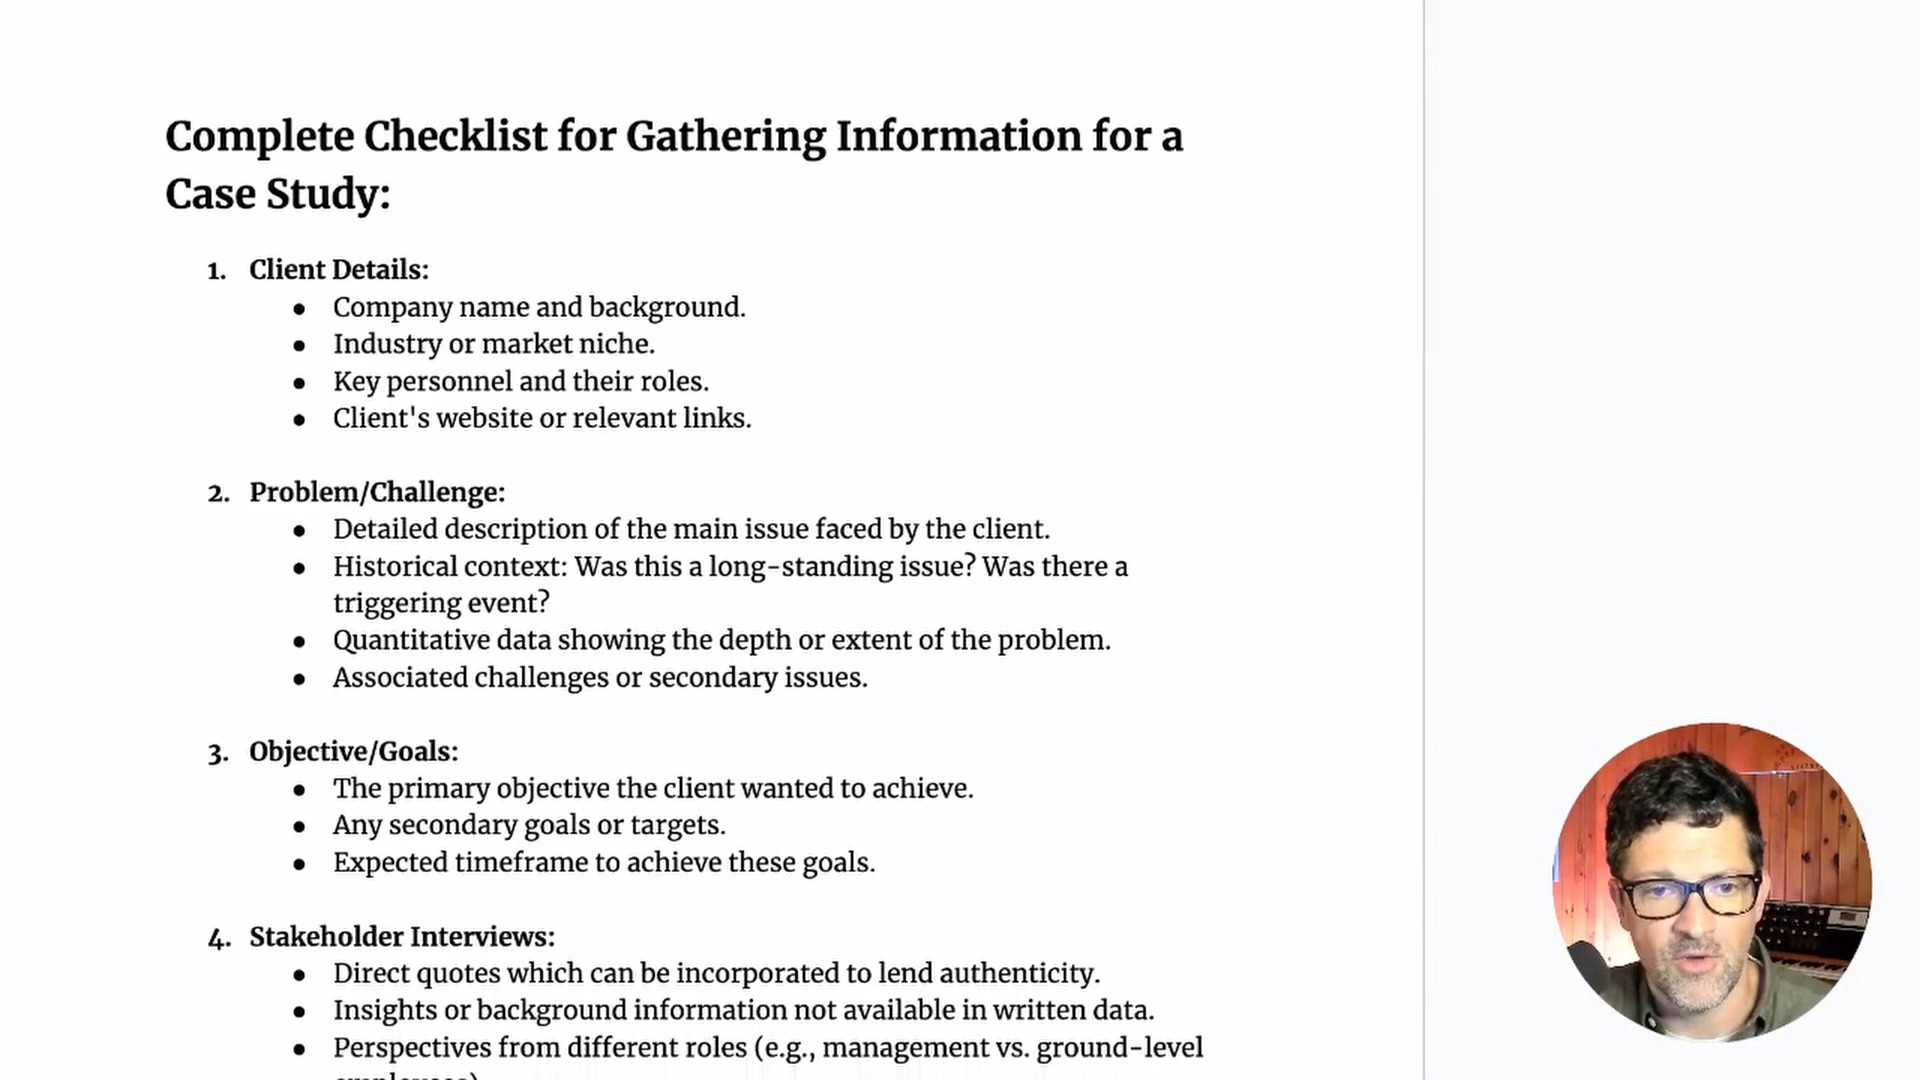 Complete Checklist for Gathering Information for a
Case Study:
1. Client Details:
● Company name and background.
● Industry or market niche.
● Key personnel and their roles.
● Client's website or relevant links.
2. Problem/Challenge:
● Detailed description of the main issue faced by the client.
● Historical context: Was this a long-standing issue? Was there a
triggering event?
● Quantitative data showing the depth or extent of the problem.
● Associated challenges or secondary issues.
3. Objective/Goals:
● The primary objective the client wanted to achieve.
● Any secondary goals or targets.
● Expected timeframe to achieve these goals.
4. Stakeholder Interviews:
● Direct quotes which can be incorporated to lend authenticity.
● Insights or background information not available in written data.
● Perspectives from different roles (e.g., management vs. ground-level